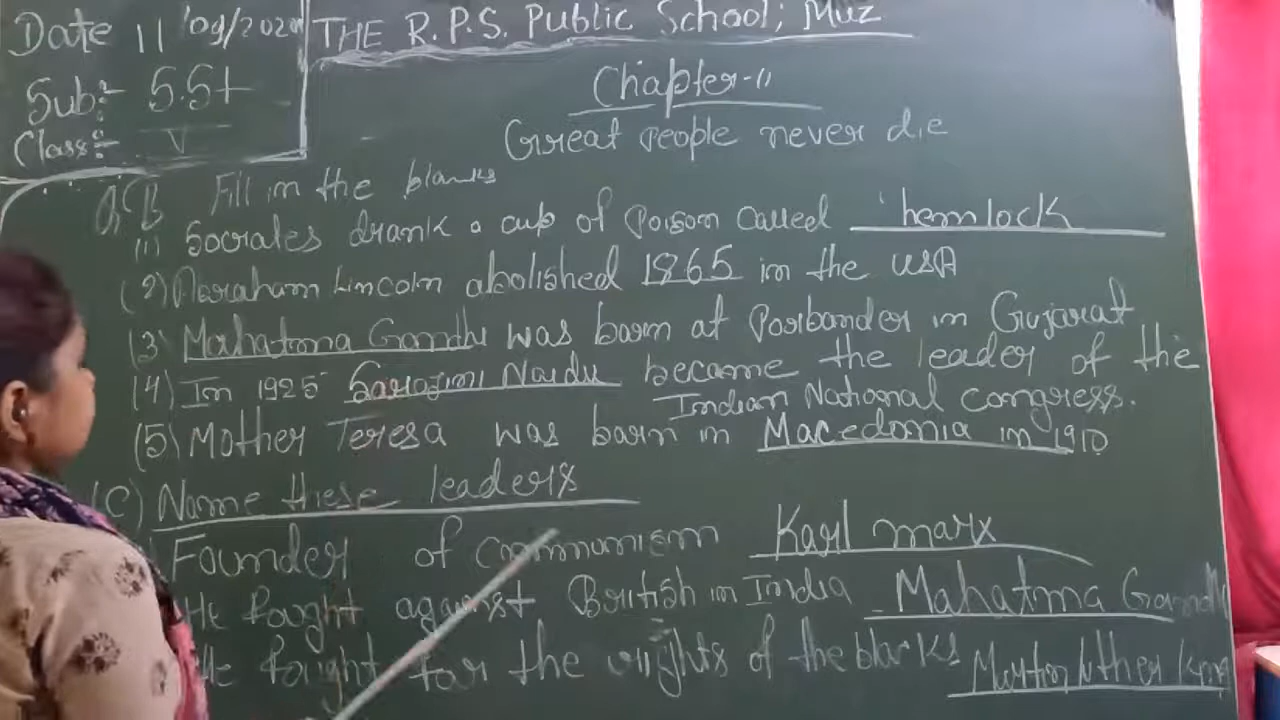 Date 11/09/2020
Sub:- S.St
Class:- V
THE R.P.S. Public School; Muz
Chapter-11
Great People never die
Q,B Fill in the blanks
(1) Socrates drank a cup of Poison called 'hemlock
(2) Abraham Lincoln abolished 1865 in the USA
(3) Mahatma Gandhi was born at Porbander in Gujarat
(4) In 1925 Sarojini Naidu became the leader of the
Indian National Congress.
(5) Mother Teresa was born in Macedonia in 1910
(C) Name these leaders
Founder of Communism Karl marx
He fought against British in India Mahatma Gandhi
He fought for the rights of the blacks Martin luther King